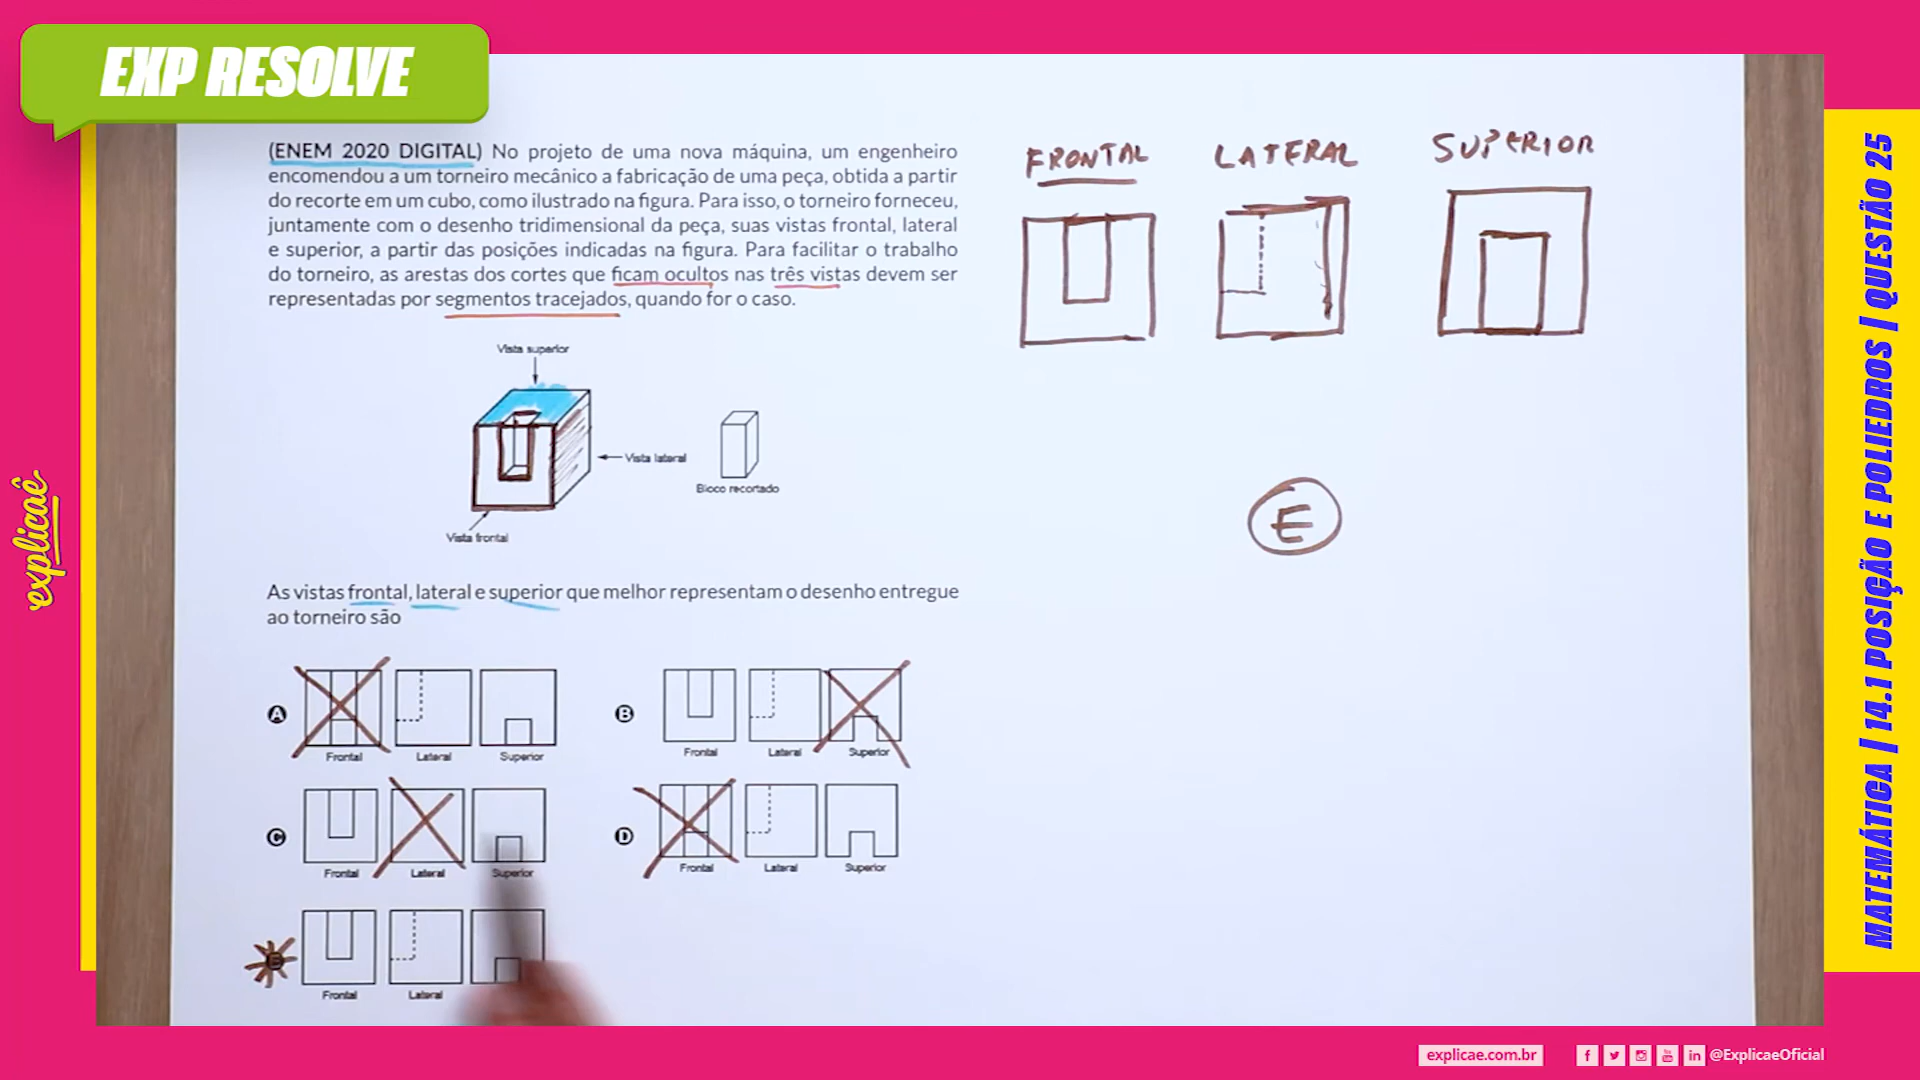 EXP RESOLVE
(ENEM 2020 DIGITAL) No projeto de uma nova máquina, um engenheiro
encomendou a um torneiro mecânico a fabricação de uma peça, obtida a partir
do recorte em um cubo, como ilustrado na figura. Para isso, o torneiro forneceu,
juntamente com o desenho tridimensional da peça, suas vistas frontal, lateral
e superior, a partir das posições indicadas na figura. Para facilitar o trabalho
do torneiro, as arestas dos cortes que ficam ocultos nas três vistas devem ser
representadas por segmentos tracejados, quando for o caso.
Vista superior
Vista lateral
Bloco recortado
Vista frontal
As vistas frontal, lateral e superior que melhor representam o desenho entregue
ao torneiro são
A
Frontal Lateral Superior
B
Frontal Lateral Superior
C
Frontal Lateral Superior
D
Frontal Lateral Superior
E
Frontal Lateral
FRONTAL LATERAL SUPERIOR
E
explicaê
MATEMÁTICA | 14.1 POSIÇÃO E POLIEDROS | QUESTÃO 25
explicae.com.br
@ExplicaeOficial